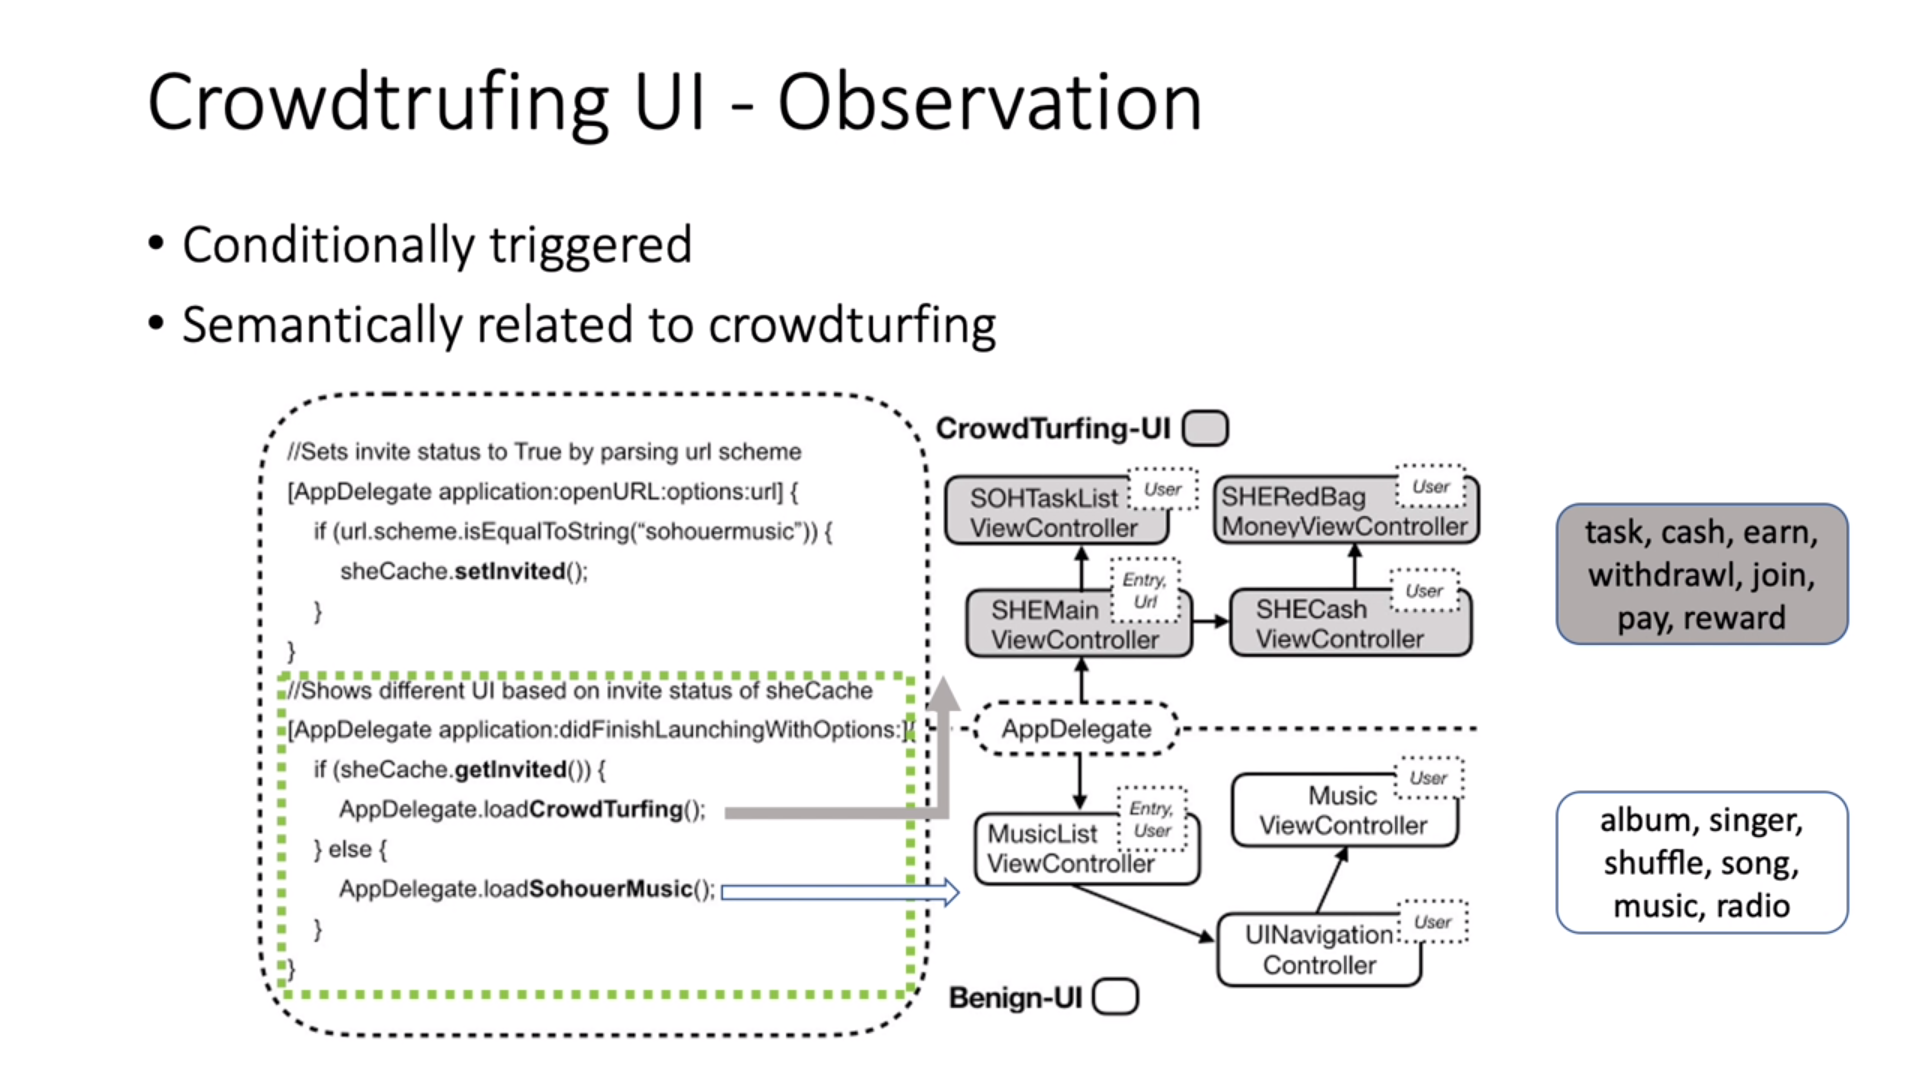 Crowdtrufing UI - Observation
• Conditionally triggered
• Semantically related to crowdturfing
//Sets invite status to True by parsing url scheme
[AppDelegate application:openURL:options:url] {
if (url.scheme.isEqualToString(“sohouermusic”)) {
sheCache.setInvited();
}
}
//Shows different UI based on invite status of sheCache
[AppDelegate application:didFinishLaunchingWithOptions:]{
if (sheCache.getInvited()) {
AppDelegate.loadCrowdTurfing();
} else {
AppDelegate.loadSohouerMusic();
}
}
CrowdTurfing-UI
SOHTaskList
ViewController
User
SHERedBag
MoneyViewController
User
SHEMain
ViewController
Entry,
Url
SHECash
ViewController
User
AppDelegate
MusicList
ViewController
Entry,
User
Music
ViewController
User
UINavigation
Controller
User
Benign-UI
task, cash, earn,
withdrawl, join,
pay, reward
album, singer,
shuffle, song,
music, radio